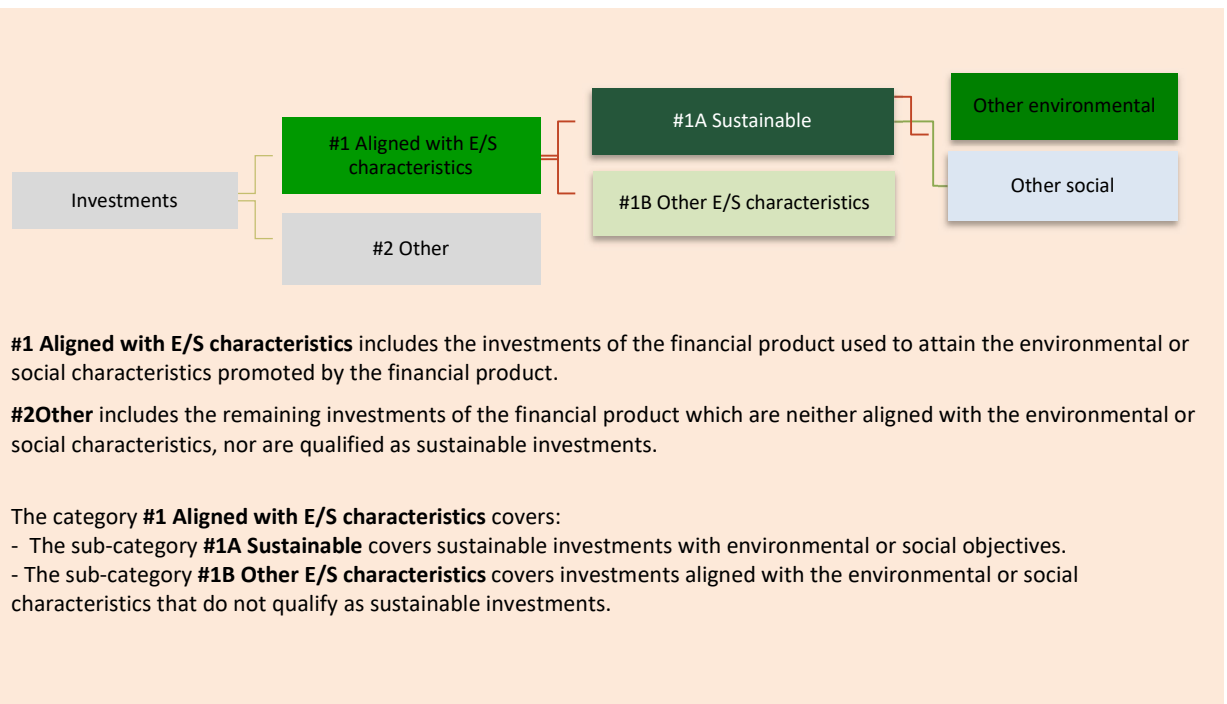 Investments
#1 Aligned with E/S
characteristics
#2 Other
#1A Sustainable
#1B Other E/S characteristics
Other environmental
Other social
#1 Aligned with E/S characteristics includes the investments of the financial product used to attain the environmental or
social characteristics promoted by the financial product.
#2Other includes the remaining investments of the financial product which are neither aligned with the environmental or
social characteristics, nor are qualified as sustainable investments.
The category #1 Aligned with E/S characteristics covers:
- The sub-category #1A Sustainable covers sustainable investments with environmental or social objectives.
- The sub-category #1B Other E/S characteristics covers investments aligned with the environmental or social
characteristics that do not qualify as sustainable investments.